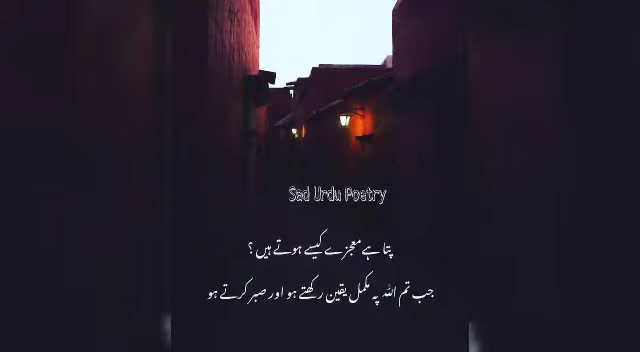 Sad Urdu Poetry
پتا ہے معجزے کیسے ہوتے ہیں ؟
جب تم اللہ پہ مکمل یقین رکھتے ہو اور صبر کرتے ہو